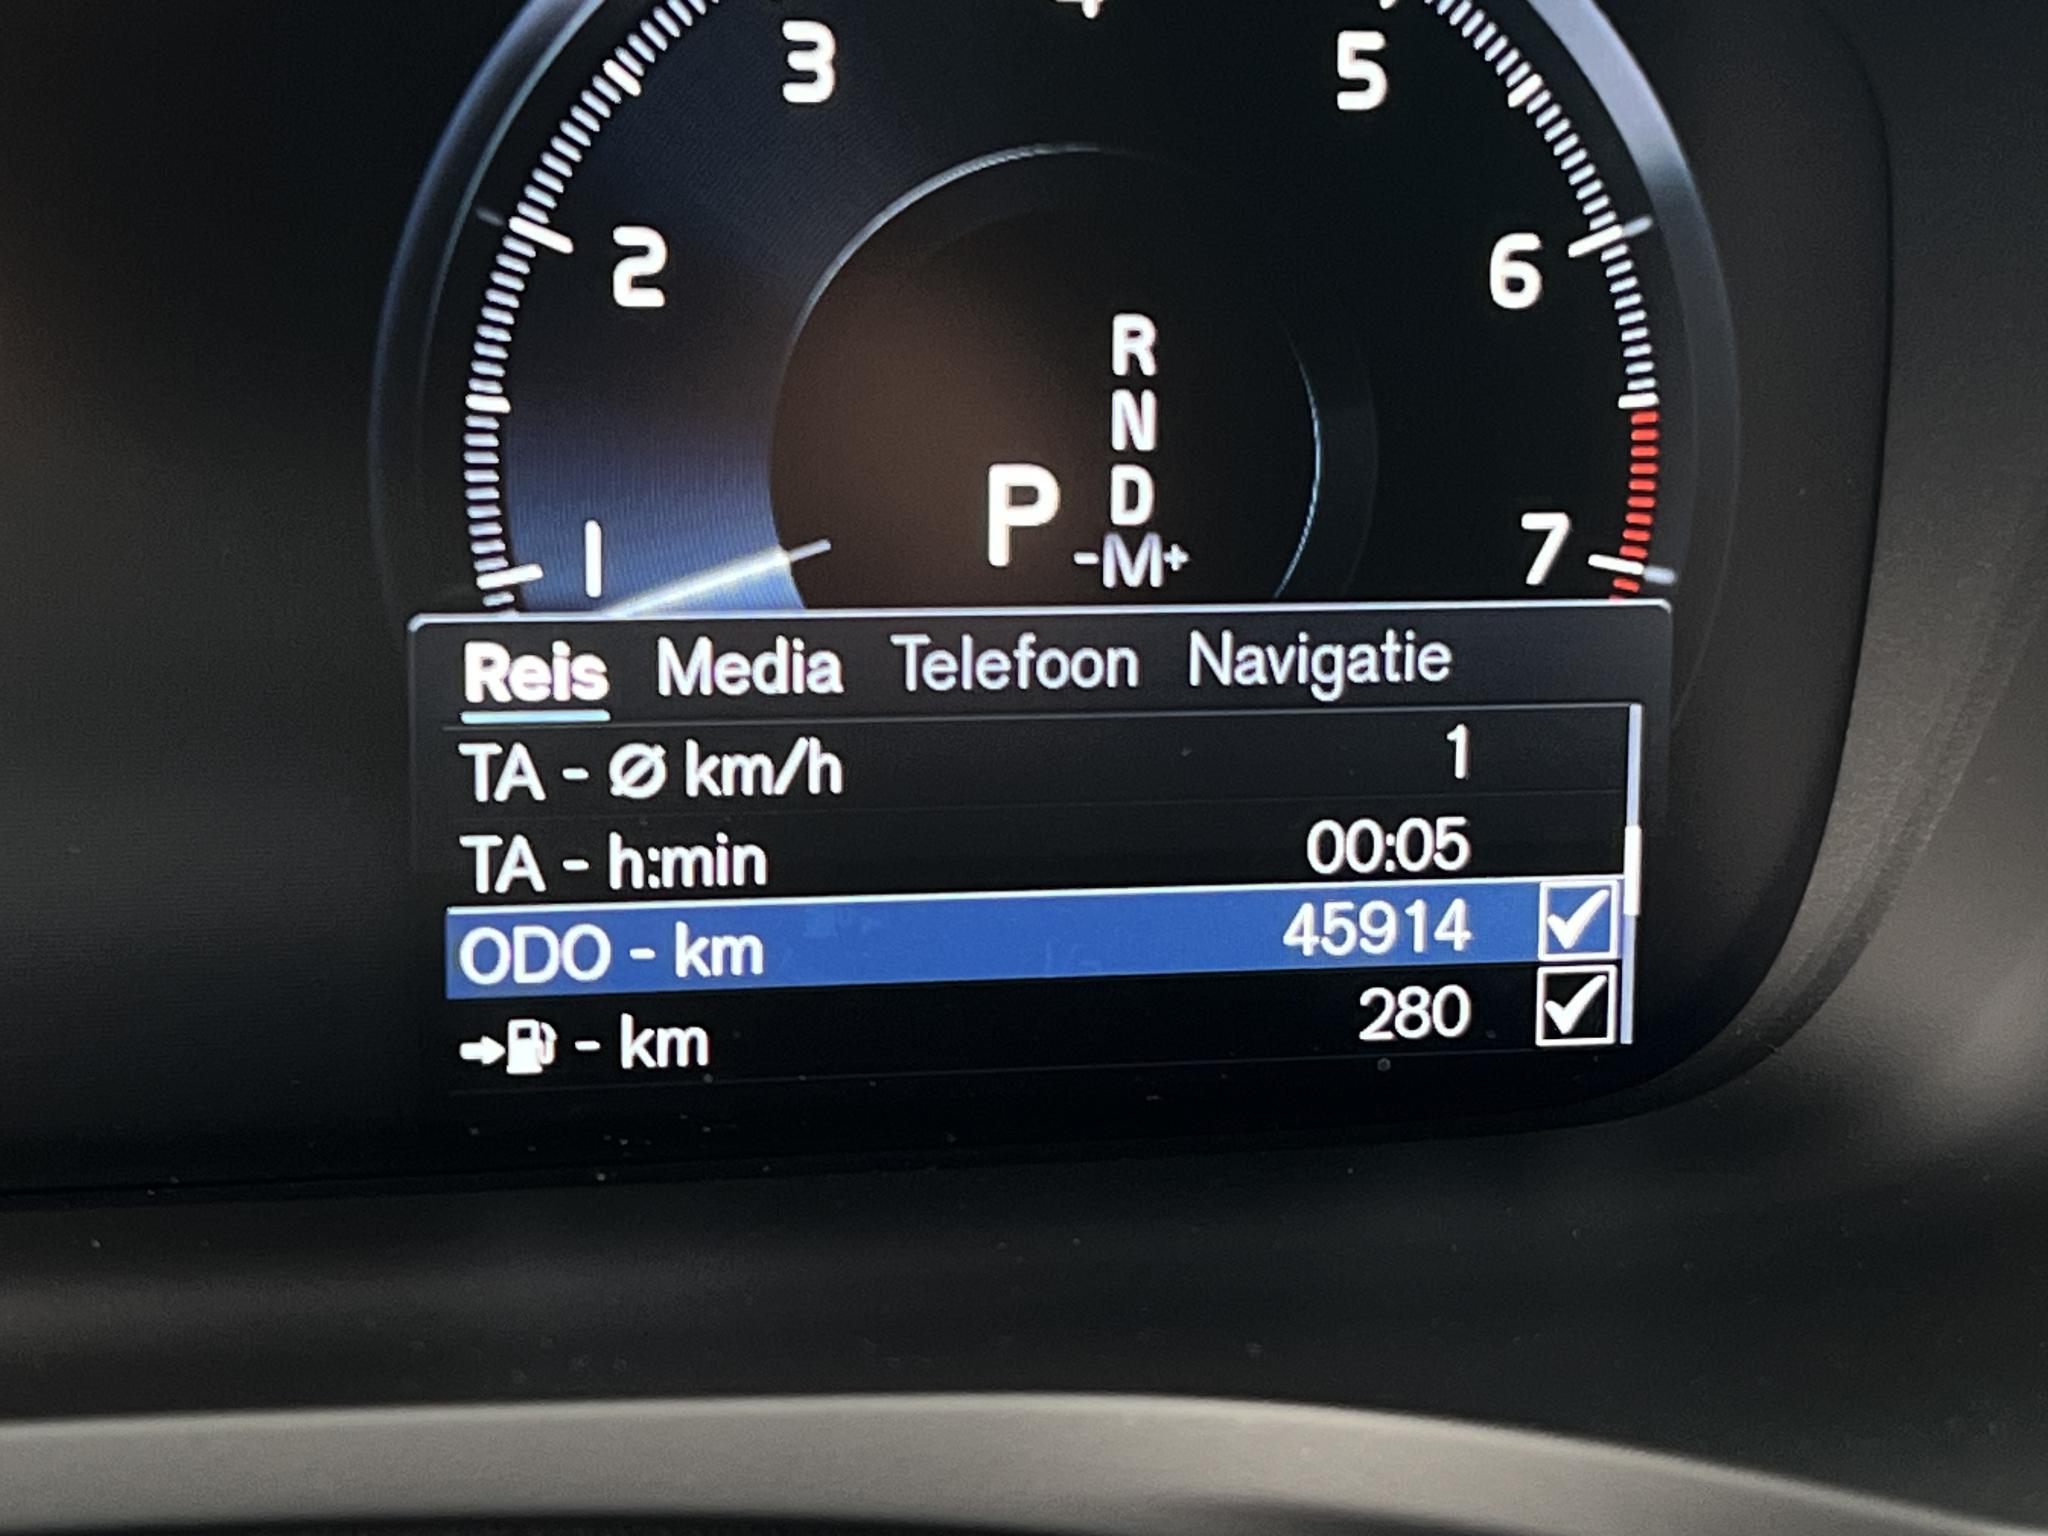 4
3
5
2
6
R
N
D
P
-M+
1
7
Reis Media Telefoon Navigatie
TA - Ø km/h 1
TA - h:min 00:05
ODO - km 45914
- km 280